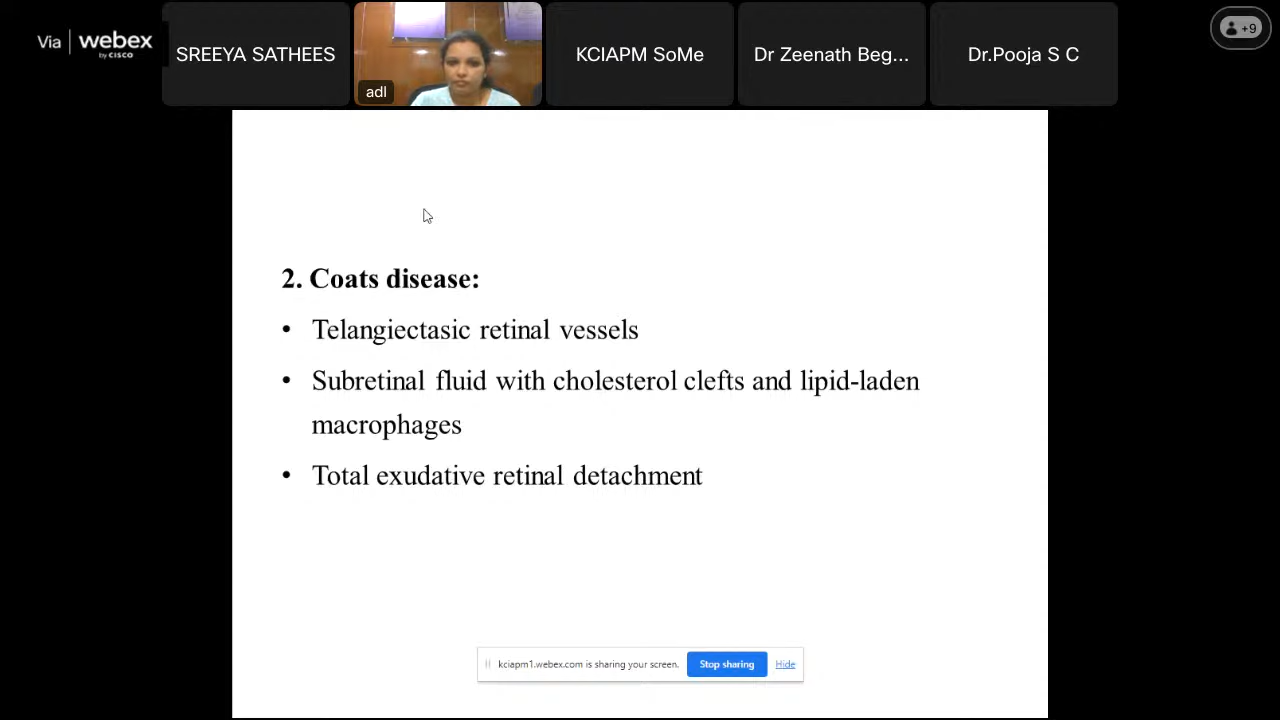 Via webex
by CISCO
SREEYA SATHEES
adl
KCIAPM SoMe
Dr Zeenath Beg...
Dr.Pooja S C
+9
2. Coats disease:
• Telangiectasic retinal vessels
• Subretinal fluid with cholesterol clefts and lipid-laden
macrophages
• Total exudative retinal detachment
kciapm1.webex.com is sharing your screen. Stop sharing Hide